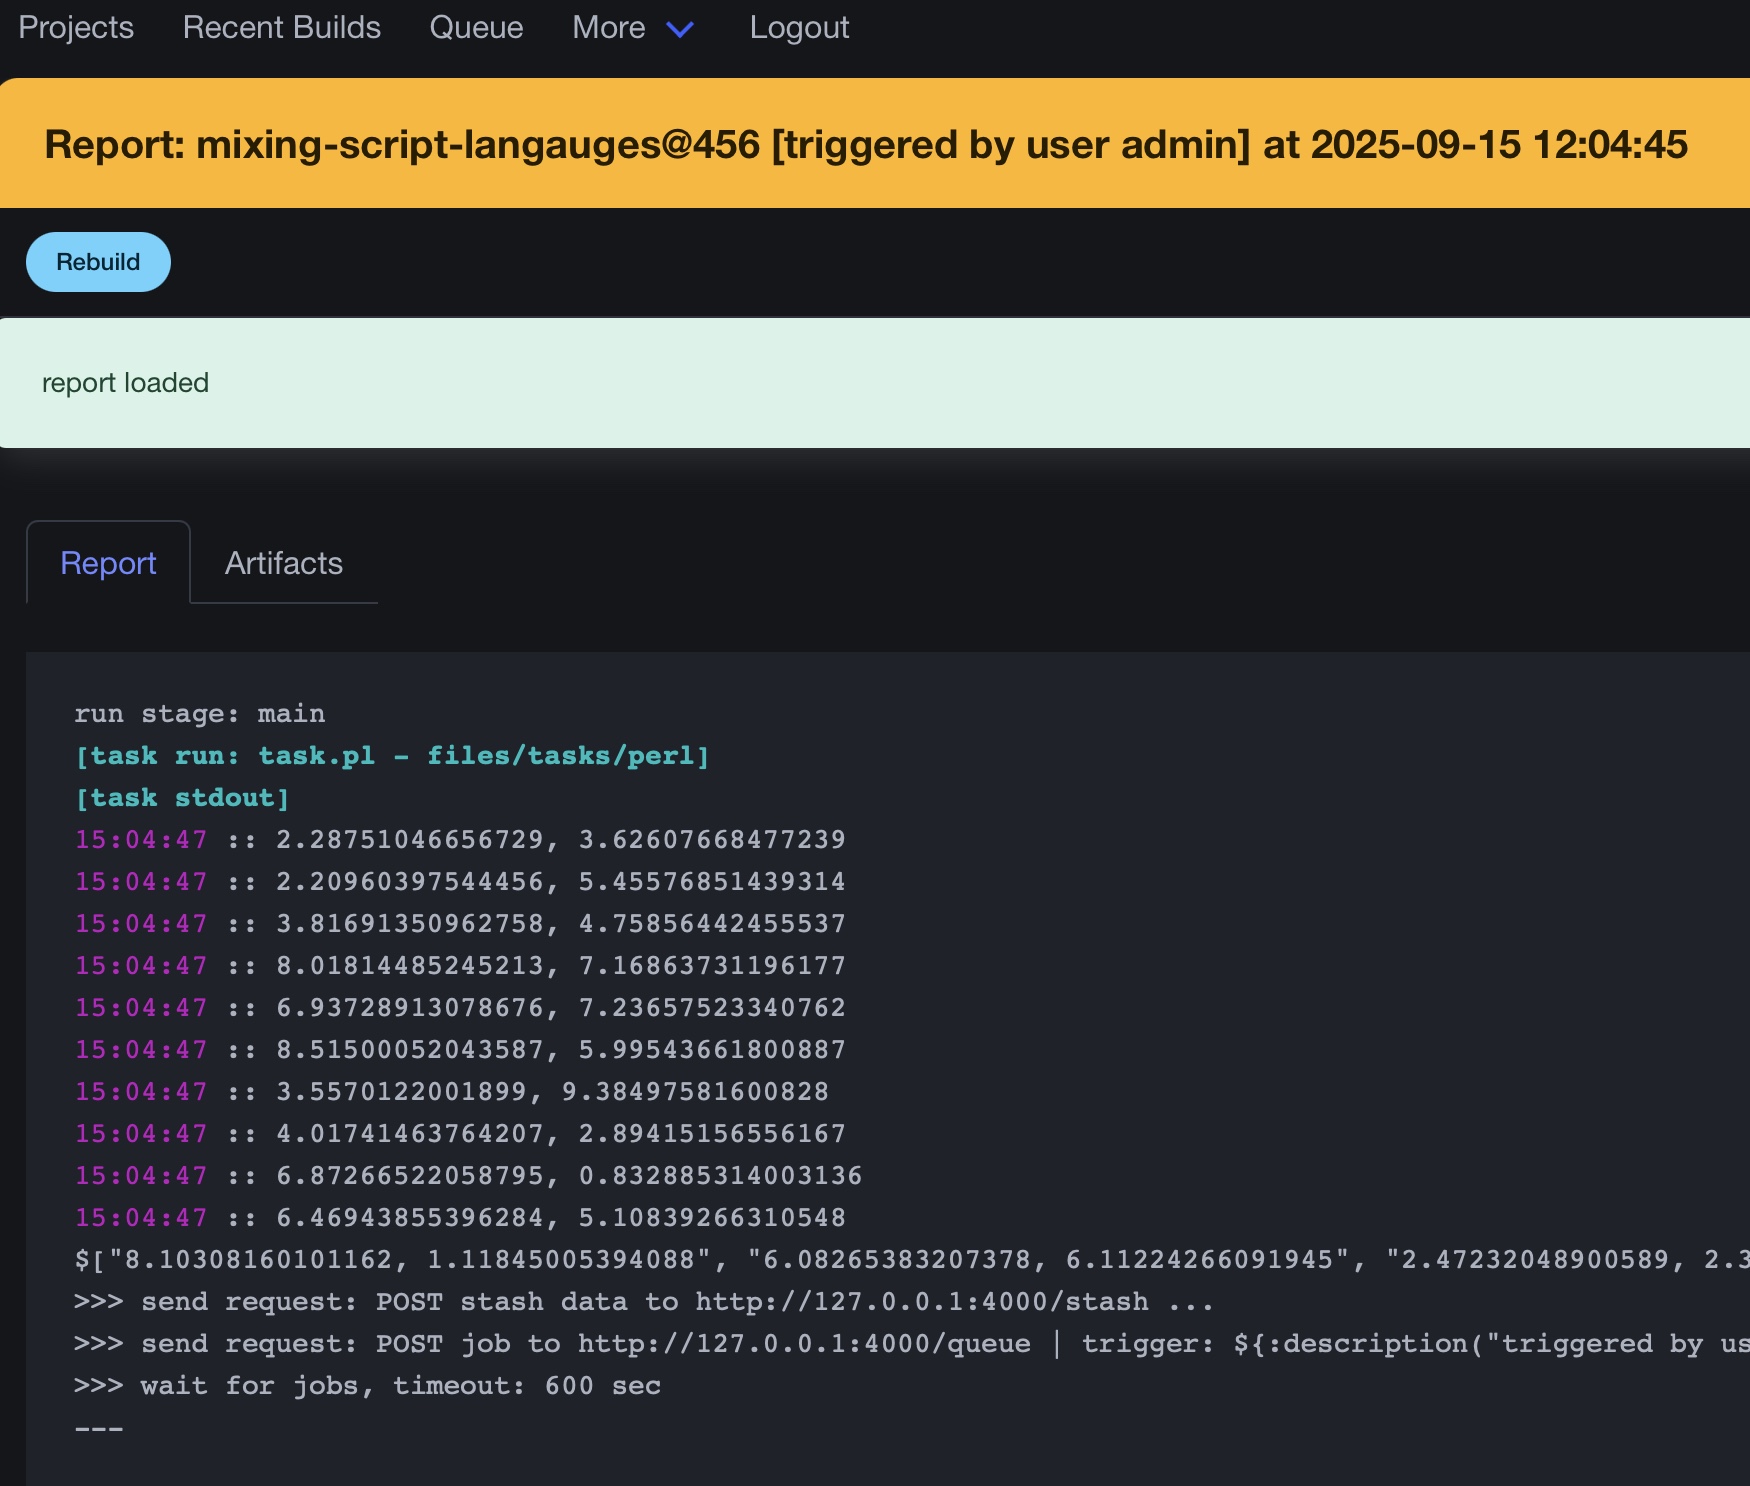 Projects Recent Builds Queue More Logout
Report: mixing-script-langauges@456 [triggered by user admin] at 2025-09-15 12:04:45
Rebuild
report loaded
Report Artifacts
run stage: main
[task run: task.pl - files/tasks/perl]
[task stdout]
15:04:47 :: 2.28751046656729, 3.62607668477239
15:04:47 :: 2.20960397544456, 5.45576851439314
15:04:47 :: 3.81691350962758, 4.75856442455537
15:04:47 :: 8.01814485245213, 7.16863731196177
15:04:47 :: 6.93728913078676, 7.23657523340762
15:04:47 :: 8.51500052043587, 5.99543661800887
15:04:47 :: 3.5570122001899, 9.38497581600828
15:04:47 :: 4.01741463764207, 2.89415156556167
15:04:47 :: 6.87266522058795, 0.832885314003136
15:04:47 :: 6.46943855396284, 5.10839266310548
$["8.10308160101162, 1.11845005394088", "6.08265383207378, 6.11224266091945", "2.47232048900589, 2.3
>>> send request: POST stash data to http://127.0.0.1:4000/stash ...
>>> send request: POST job to http://127.0.0.1:4000/queue | trigger: ${:description("triggered by us
>>> wait for jobs, timeout: 600 sec
---